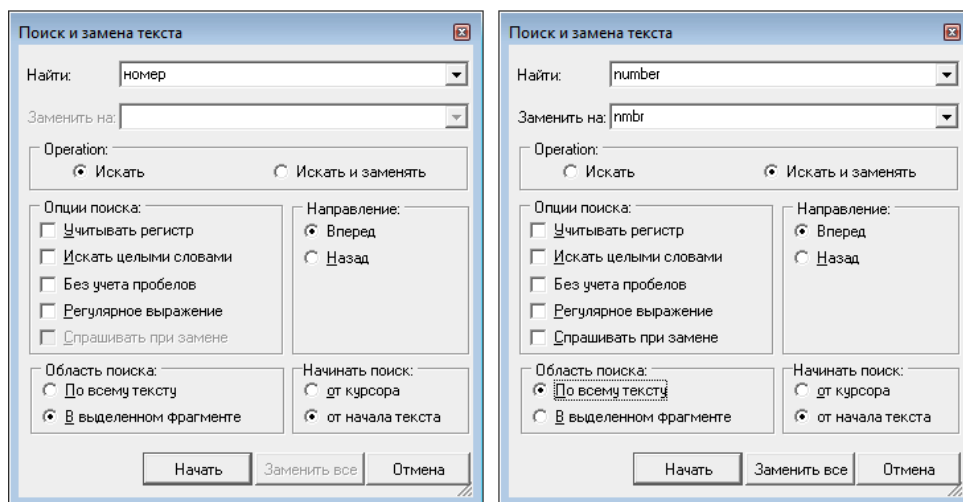 Поиск и замена текста
Найти: номер
Заменить на:
Operation:
Искать Искать и заменять
Опции поиска: Направление:
Учитывать регистр Вперед
Искать целыми словами Назад
Без учета пробелов
Регулярное выражение
Спрашивать при замене
Область поиска: Начинать поиск:
По всему тексту от курсора
В выделенном фрагменте от начала текста
Начать Заменить все Отмена
Поиск и замена текста
Найти: number
Заменить на: nmbr
Operation:
Искать Искать и заменять
Опции поиска: Направление:
Учитывать регистр Вперед
Искать целыми словами Назад
Без учета пробелов
Регулярное выражение
Спрашивать при замене
Область поиска: Начинать поиск:
По всему тексту от курсора
В выделенном фрагменте от начала текста
Начать Заменить все Отмена